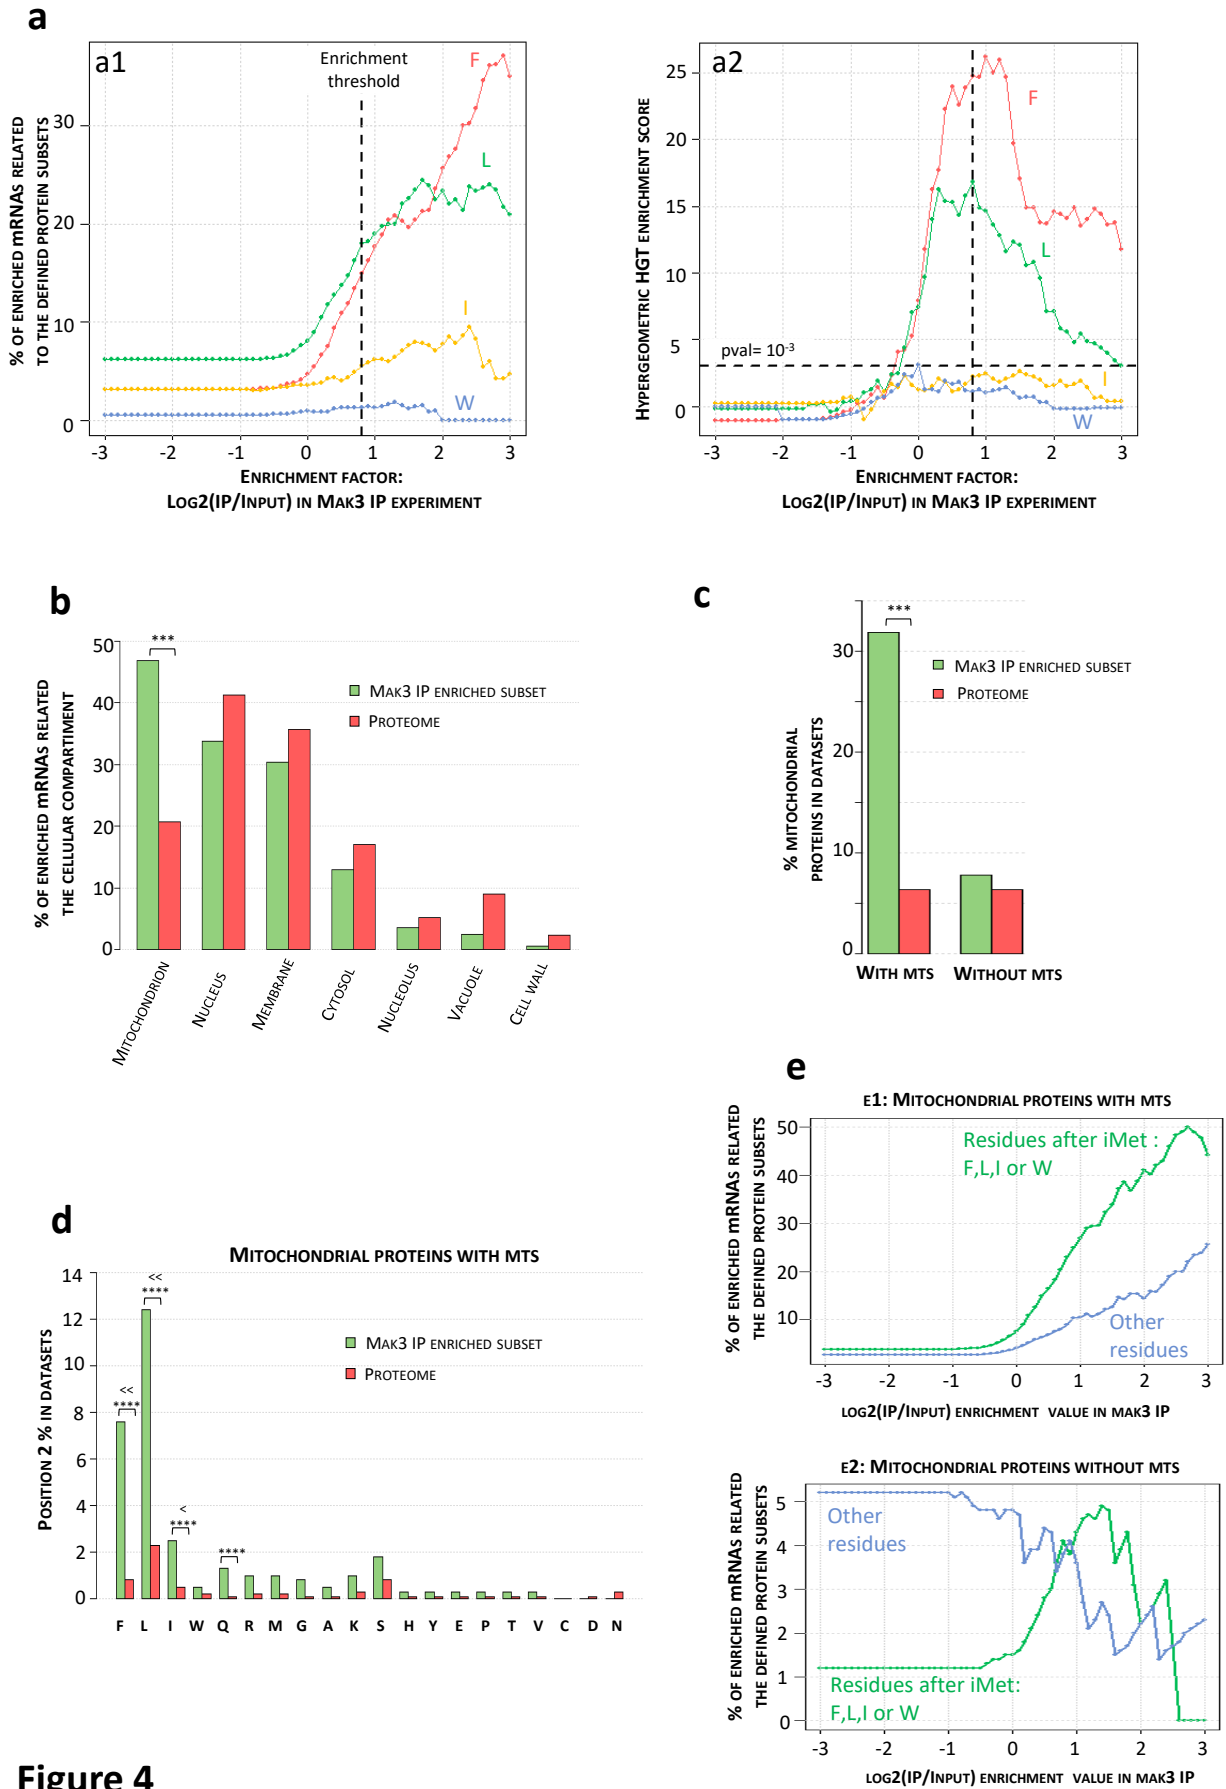 a
a1
Enrichment
threshold
F
L
I
W
% OF ENRICHED MRNAS RELATED
TO THE DEFINED PROTEIN SUBSETS
30
20
10
0
-3 -2 -1 0 1 2 3
ENRICHMENT FACTOR:
LOG2(IP/INPUT) IN MAK3 IP EXPERIMENT
a2
F
L
I
W
pval= 10-3
HYPERGEOMETRIC HGT ENRICHMENT SCORE
25
20
15
10
5
0
-3 -2 -1 0 1 2 3
ENRICHMENT FACTOR:
LOG2(IP/INPUT) IN MAK3 IP EXPERIMENT
b
% OF ENRICHED MRNAS RELATED
THE CELLULAR COMPARTIMENT
50
40
30
20
10
0
***
MAK3 IP ENRICHED SUBSET
PROTEOME
MITOCHONDRION
NUCLEUS
MEMBRANE
CYTOSOL
NUCLEOLUS
VACUOLE
CELL WALL
c
% MITOCHONDRIAL
PROTEINS IN DATASETS
30
20
10
0
***
MAK3 IP ENRICHED SUBSET
PROTEOME
WITH MTS WITHOUT MTS
d
MITOCHONDRIAL PROTEINS WITH MTS
POSITION 2 % IN DATASETS
14
12
10
8
6
4
2
0
<<
****
<<
****
<
****
****
MAK3 IP ENRICHED SUBSET
PROTEOME
F L I W Q R M G A K S H Y E P T V C D N
e
E1: MITOCHONDRIAL PROTEINS WITH MTS
% OF ENRICHED MRNAS RELATED
THE DEFINED PROTEIN SUBSETS
50
40
30
20
10
Residues after iMet :
F,L,I or W
Other
residues
-3 -2 -1 0 1 2 3
LOG2(IP/INPUT) ENRICHMENT VALUE IN MAK3 IP
E2: MITOCHONDRIAL PROTEINS WITHOUT MTS
% OF ENRICHED MRNAS RELATED
THE DEFINED PROTEIN SUBSETS
5
4
3
2
1
0
Other
residues
Residues after iMet:
F,L,I or W
-3 -2 -1 0 1 2 3
LOG2(IP/INPUT) ENRICHMENT VALUE IN MAK3 IP
Figure 4